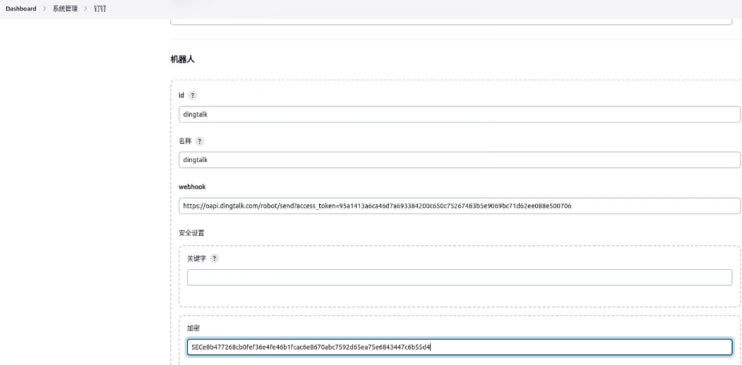 Dashboard > 系统管理 > 钉钉
机器人
id ?
dingtalk
名称 ?
dingtalk
webhook
https://oapi.dingtalk.com/robot/send?access_token=95a1413a6ca46d7a693384200c650c75267483b5e9069bc71d62ee088e500706
安全设置
关键字 ?
加密
SECe8b477268cb0fef36e4fe46b1fcac6e8670abc7592d65ea75e6843447c6b55d4